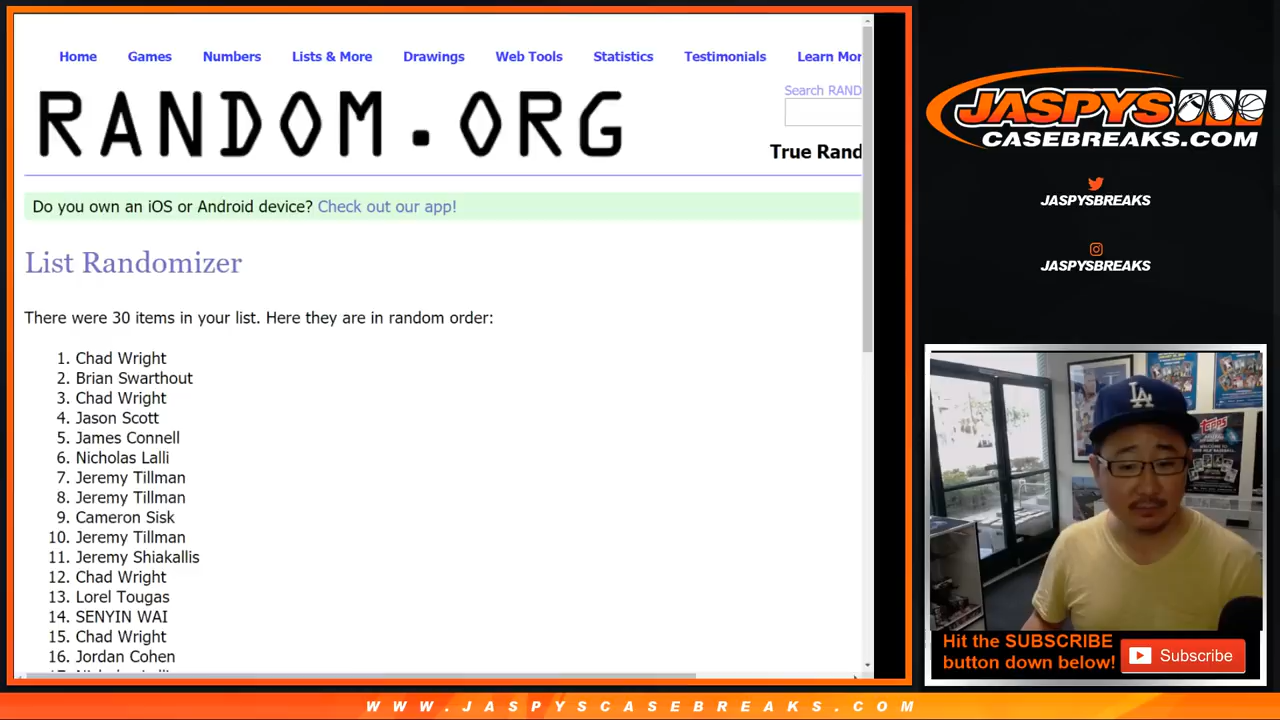 Home Games Numbers Lists & More Drawings Web Tools Statistics Testimonials Learn Mor
RANDOM.ORG
Search RAND
True Rand
Do you own an iOS or Android device? Check out our app!
List Randomizer
There were 30 items in your list. Here they are in random order:
1. Chad Wright
2. Brian Swarthout
3. Chad Wright
4. Jason Scott
5. James Connell
6. Nicholas Lalli
7. Jeremy Tillman
8. Jeremy Tillman
9. Cameron Sisk
10. Jeremy Tillman
11. Jeremy Shiakallis
12. Chad Wright
13. Lorel Tougas
14. SENYIN WAI
15. Chad Wright
16. Jordan Cohen
JASPYS
CASEBREAKS.COM
JASPYSBREAKS
JASPYSBREAKS
LA
TOPPS
Hit the SUBSCRIBE
button down below!
Subscribe
WWW.JASPYSCASEBREAKS.COM